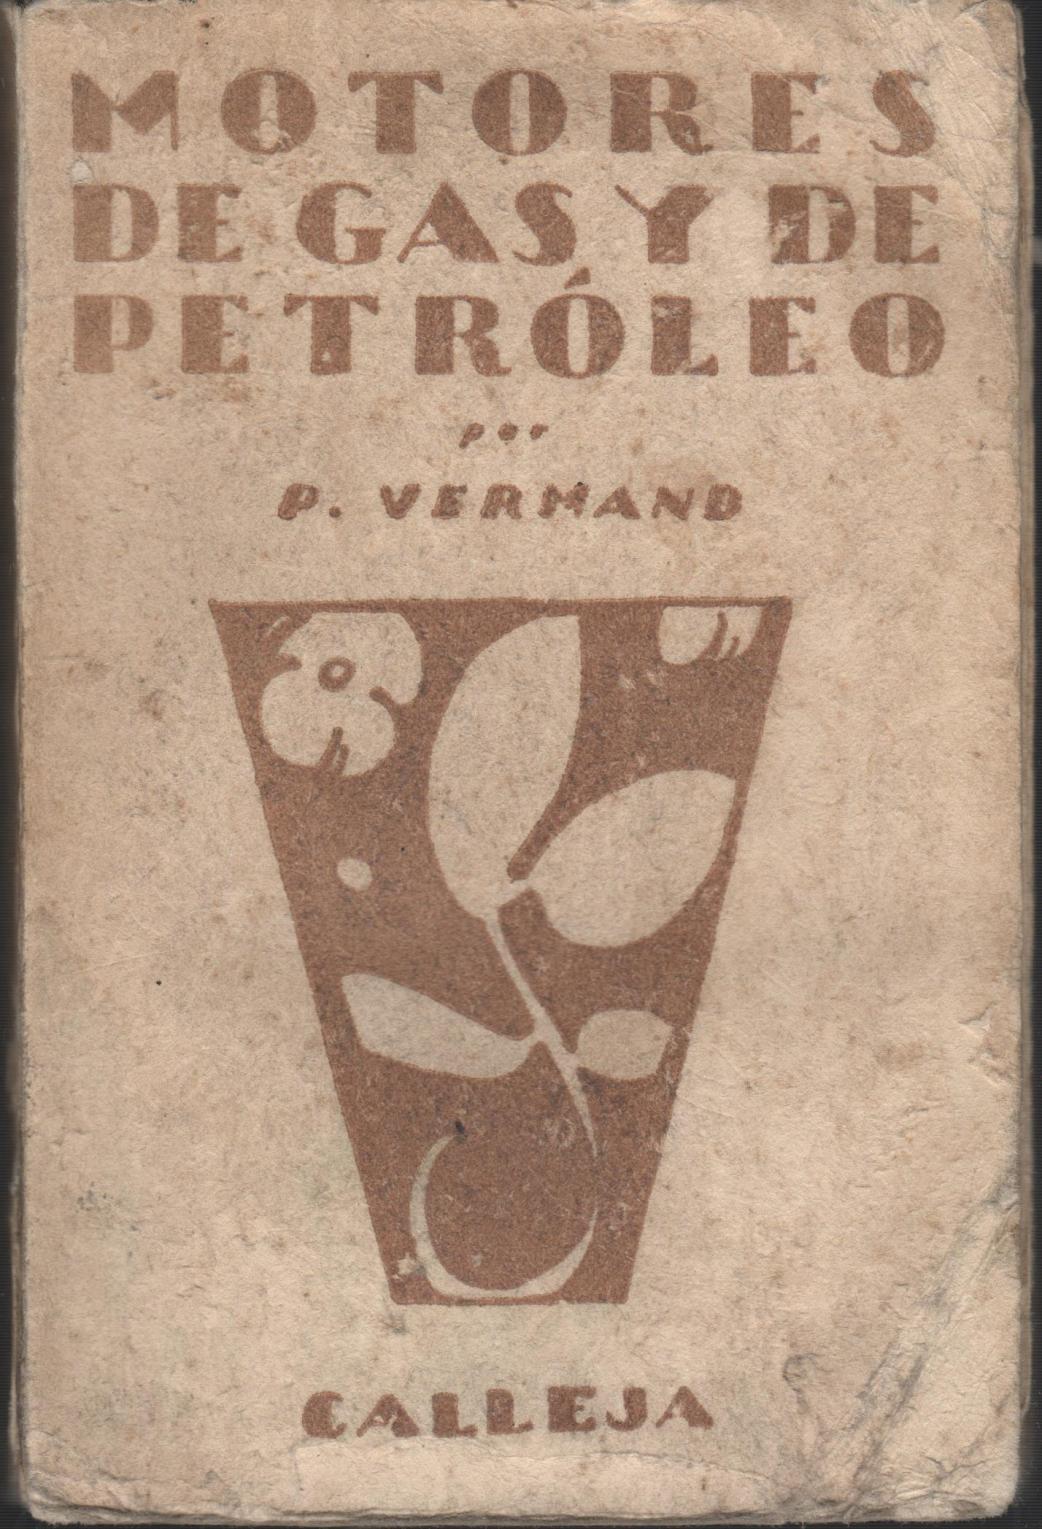 MOTORES
DE GAS Y DE
PETRÓLEO
por
P. VERMAND
CALLEJA